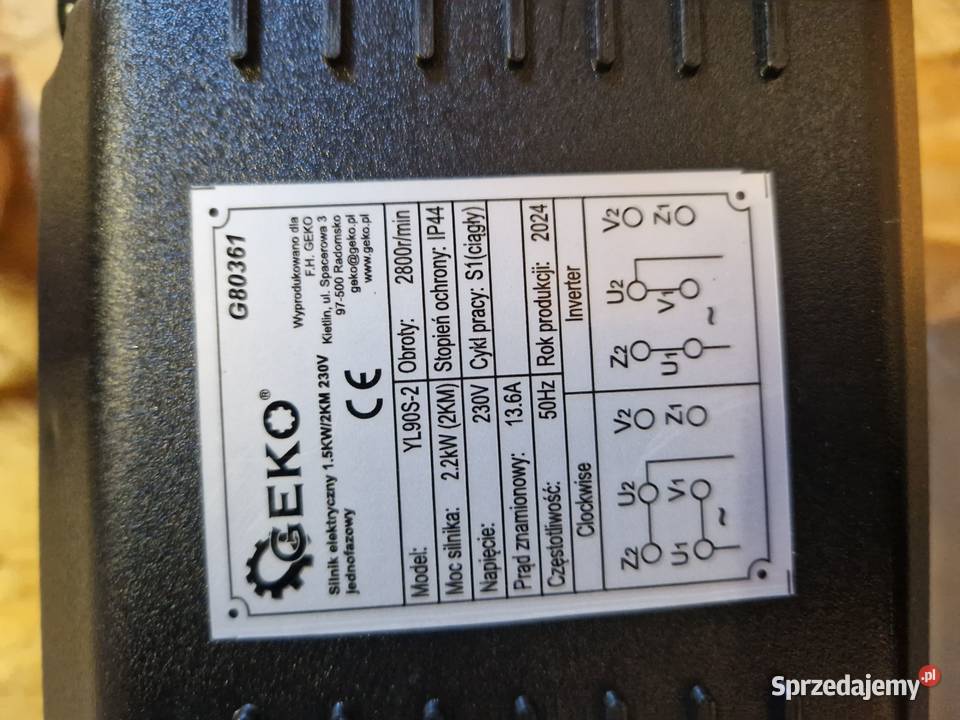 G80361
GEKO®
Wyprodukowano dla
F.H. GEKO
Kietlin, ul. Spacerowa 3
97-500 Radomsko
geko@geko.pl
www.geko.pl
Silnik elektryczny 1.5KW/2KM 230V
jednofazowy
CE
Model: YL90S-2 Obroty: 2800r/min
Moc silnika: 2.2kW (2KM) Stopień ochrony: IP44
Napięcie: 230V Cykl pracy: S1(ciągły)
Prąd znamionowy: 13.6A
Częstotliwość: 50Hz Rok produkcji: 2024
Clockwise Inverter
Z2 U2 V2 Z2 U2 V2
U1 V1 Z1 U1 V1 Z1
~ ~
Sprzedajemy.pl